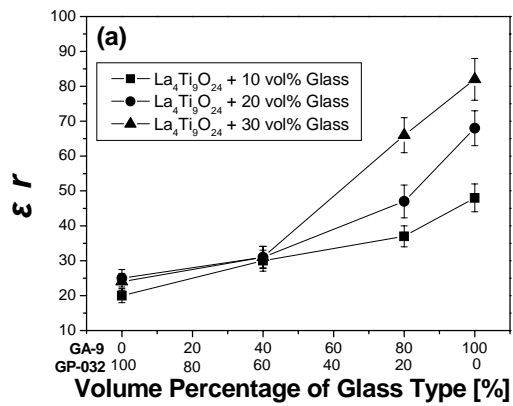 (a)
La₄Ti₉O₂₄ + 10 vol% Glass
La₄Ti₉O₂₄ + 20 vol% Glass
La₄Ti₉O₂₄ + 30 vol% Glass
100
90
80
70
60
50
40
30
20
10
ε r
GA-9 0 20 40 60 80 100
GP-032 100 80 60 40 20 0
Volume Percentage of Glass Type [%]